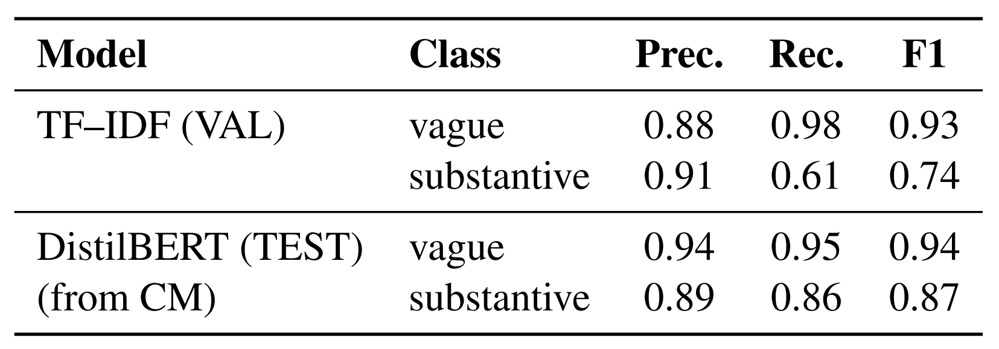 Model Class Prec. Rec. F1
TF–IDF (VAL) vague 0.88 0.98 0.93
substantive 0.91 0.61 0.74
DistilBERT (TEST) vague 0.94 0.95 0.94
(from CM) substantive 0.89 0.86 0.87